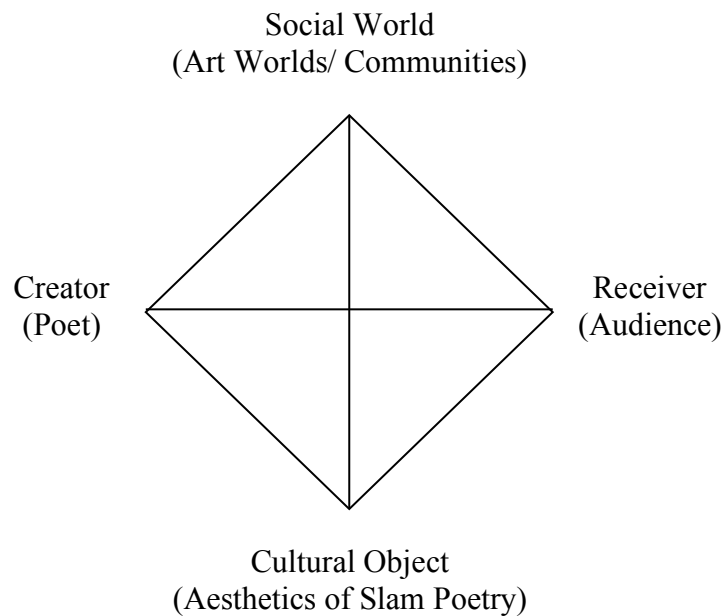 Social World
(Art Worlds/ Communities)
Creator
(Poet)
Receiver
(Audience)
Cultural Object
(Aesthetics of Slam Poetry)